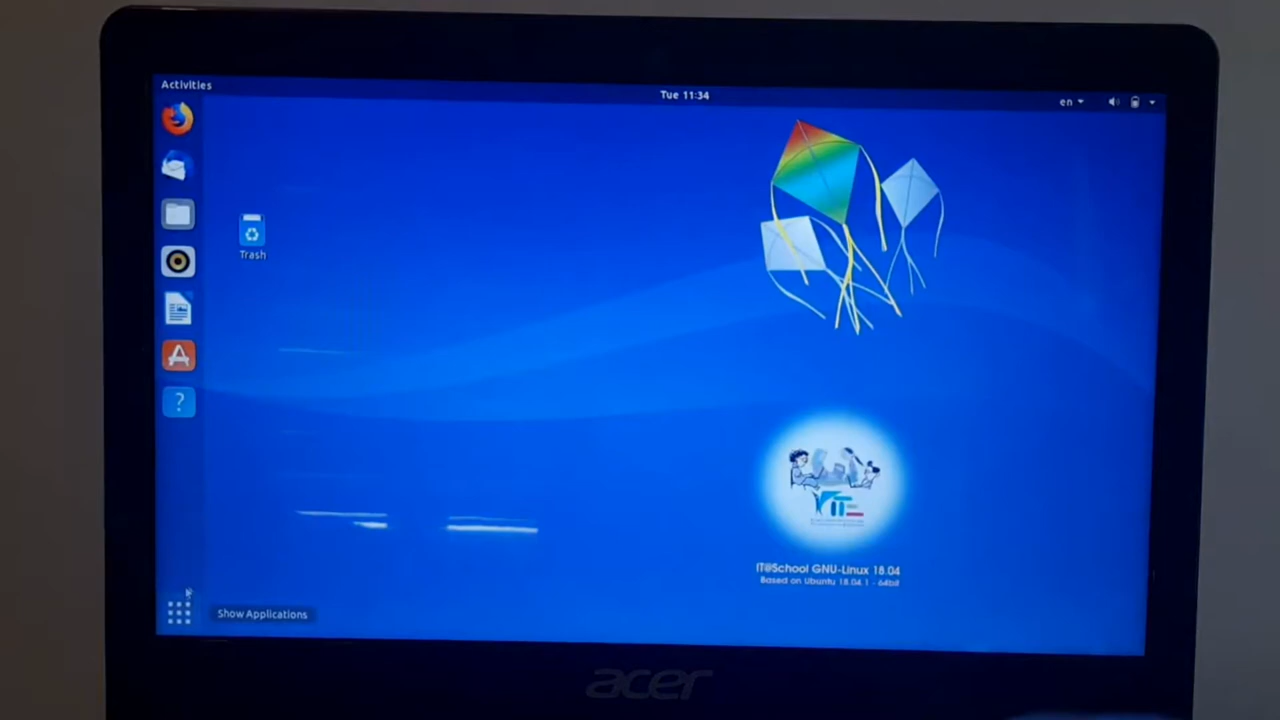 Activities
Tue 11:34
en
Trash
IT@School GNU-Linux 18.04
Based on Ubuntu 18.04.1 - 64bit
Show Applications
acer